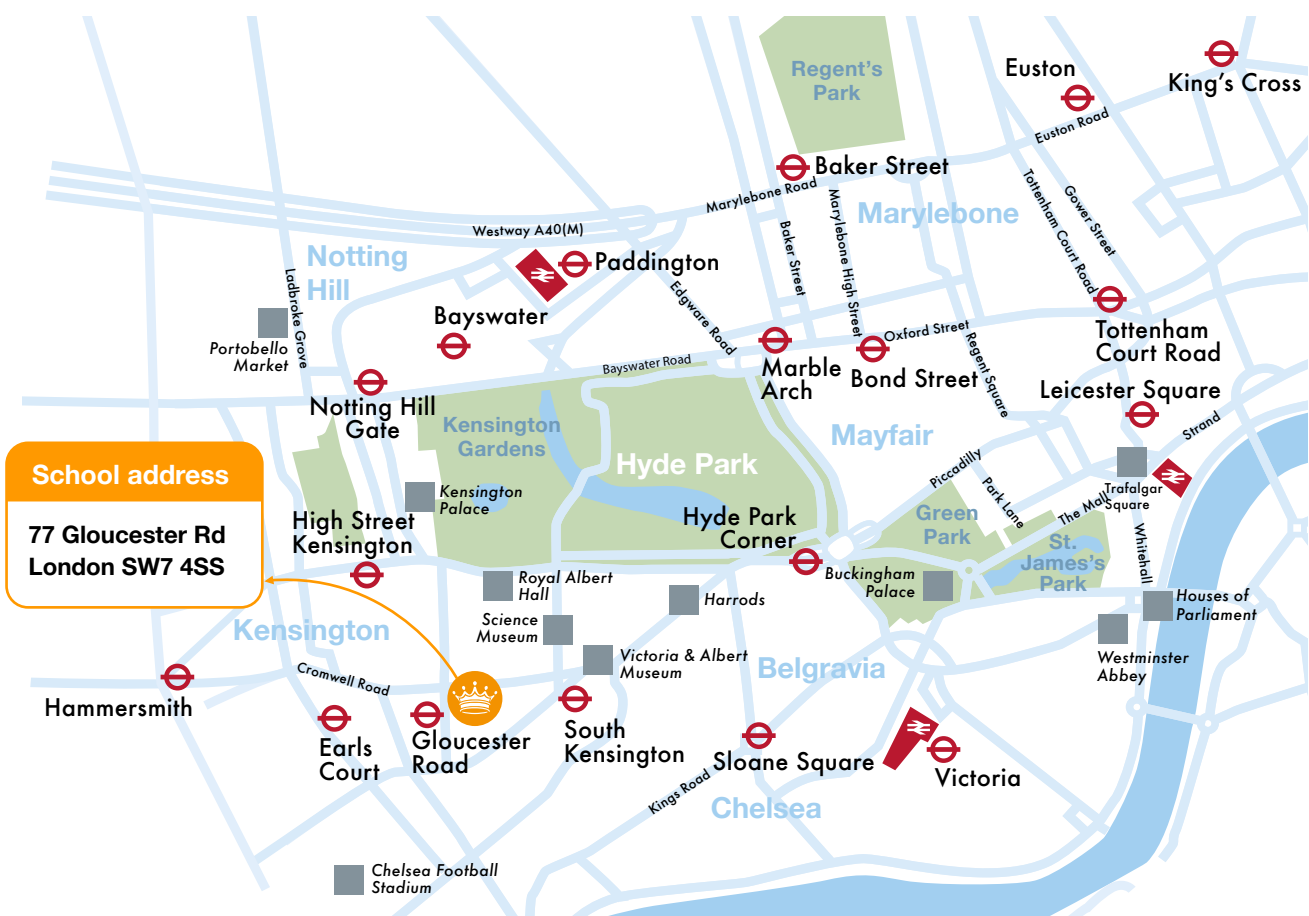 Regent's
Park
Euston
King's Cross
Euston Road
Baker Street
Marylebone Road
Marylebone
Tottenham Court Road
Gower Street
Westway A40(M)
Baker Street
Marylebone High Street
Notting
Hill
Paddington
Ladbroke Grove
Edgware Road
Bayswater
Portobello
Market
Bayswater Road
Oxford Street
Regent Square
Tottenham
Court Road
Marble
Arch
Bond Street
Leicester Square
Notting Hill
Gate
Kensington
Gardens
Mayfair
Strand
Hyde Park
Piccadilly
School address
77 Gloucester Rd
London SW7 4SS
Kensington
Palace
Park Lane
The Mall
Trafalgar
Square
High Street
Kensington
Hyde Park
Corner
Green
Park
St.
James's
Park
Whitehall
Royal Albert
Hall
Buckingham
Palace
Harrods
Houses of
Parliament
Science
Museum
Kensington
Victoria & Albert
Museum
Belgravia
Westminster
Abbey
Cromwell Road
Hammersmith
Earls
Court
Gloucester
Road
South
Kensington
Sloane Square
Victoria
Kings Road
Chelsea
Chelsea Football
Stadium